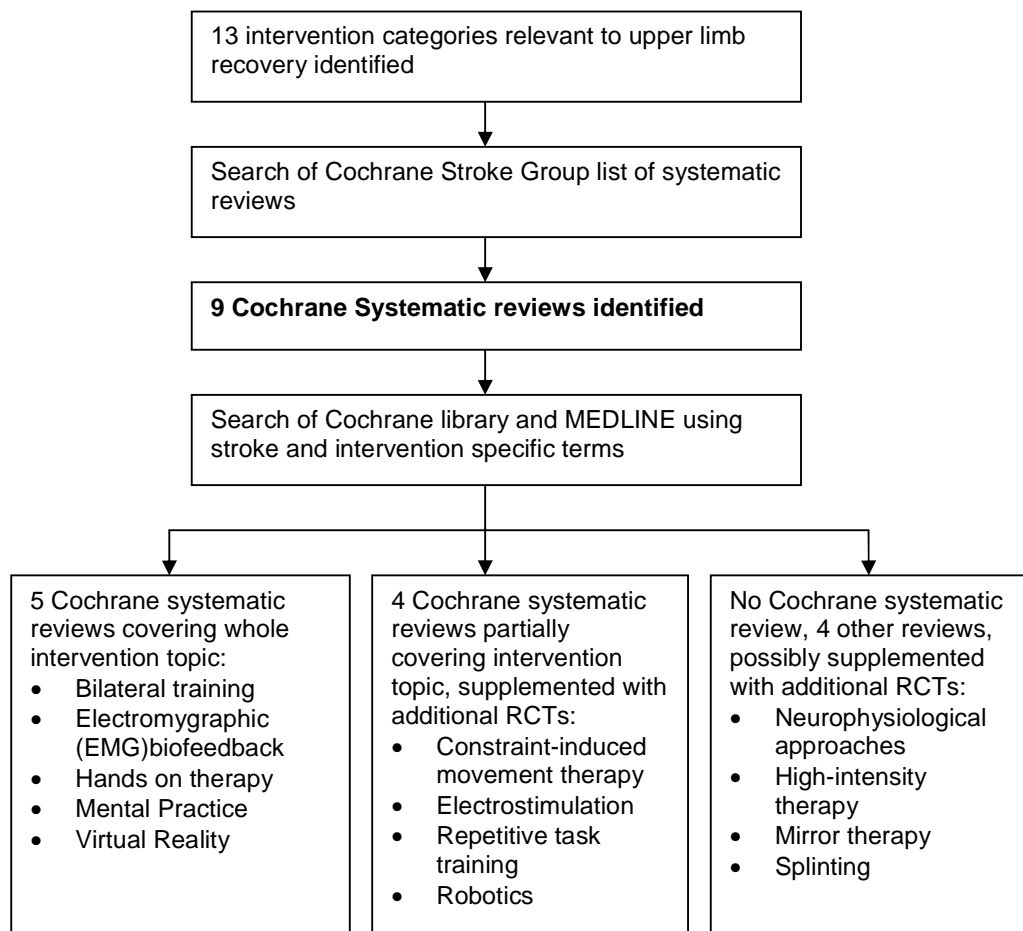 13 intervention categories relevant to upper limb
recovery identified
Search of Cochrane Stroke Group list of systematic
reviews
9 Cochrane Systematic reviews identified
Search of Cochrane library and MEDLINE using
stroke and intervention specific terms
5 Cochrane systematic
reviews covering whole
intervention topic:
• Bilateral training
• Electromygraphic
(EMG)biofeedback
• Hands on therapy
• Mental Practice
• Virtual Reality
4 Cochrane systematic
reviews partially
covering intervention
topic, supplemented with
additional RCTs:
• Constraint-induced
movement therapy
• Electrostimulation
• Repetitive task
training
• Robotics
No Cochrane systematic
review, 4 other reviews,
possibly supplemented
with additional RCTs:
• Neurophysiological
approaches
• High-intensity
therapy
• Mirror therapy
• Splinting